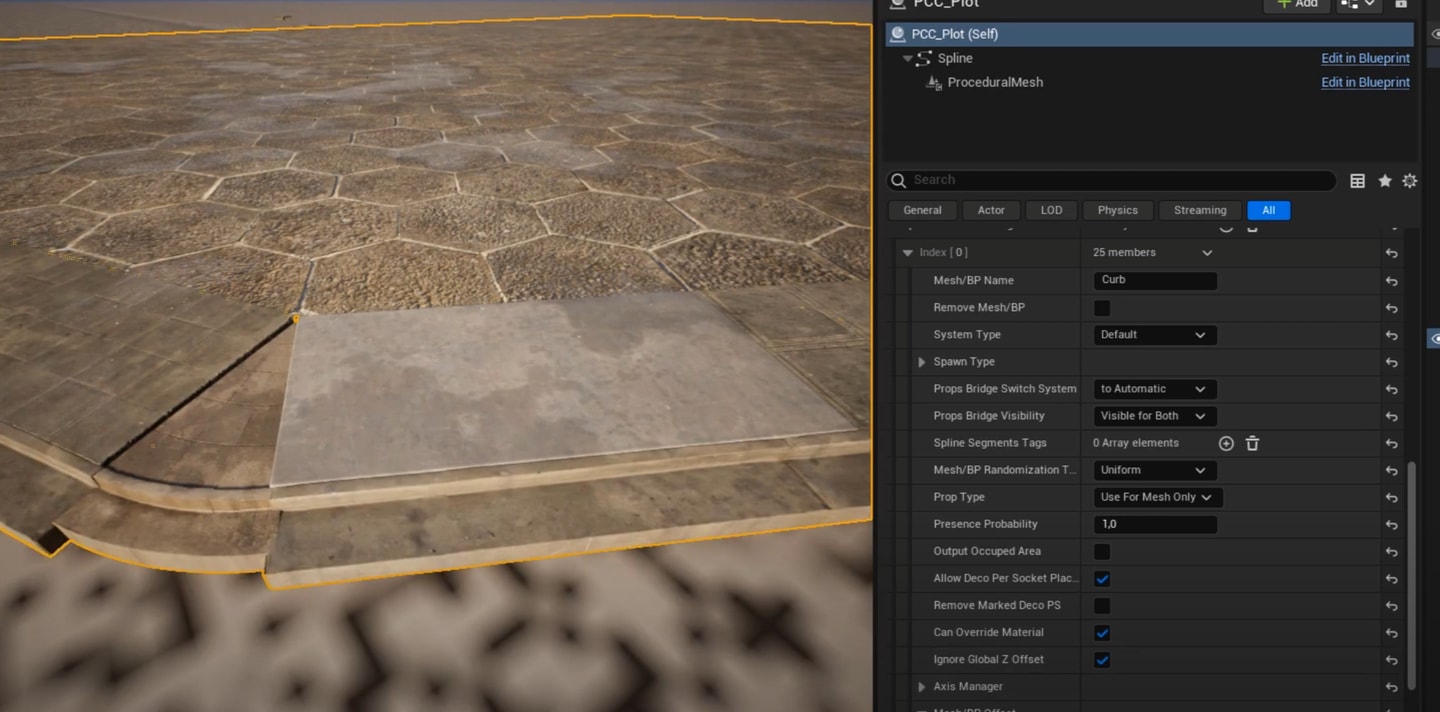 PCC_Plot
+ Add
PCC_Plot (Self)
Spline
Edit in Blueprint
ProceduralMesh
Edit in Blueprint
Search
General
Actor
LOD
Physics
Streaming
All
Index [ 0 ]
25 members
Mesh/BP Name
Curb
Remove Mesh/BP
System Type
Default
Spawn Type
Props Bridge Switch System
to Automatic
Props Bridge Visibility
Visible for Both
Spline Segments Tags
0 Array elements
Mesh/BP Randomization T...
Uniform
Prop Type
Use For Mesh Only
Presence Probability
1,0
Output Occuped Area
Allow Deco Per Socket Plac...
Remove Marked Deco PS
Can Override Material
Ignore Global Z Offset
Axis Manager
Mesh/BP Offset